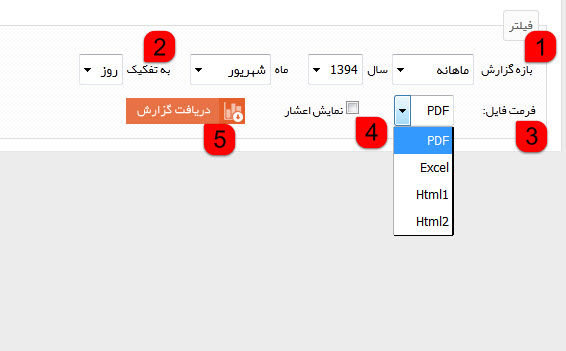 فیلتر
1 بازه گزارش ماهانه سال 1394 ماه شهریور 2 به تفکیک روز
3 فرمت فایل: PDF 4 نمایش اعشار 5 دریافت گزارش
PDF
Excel
Html1
Html2